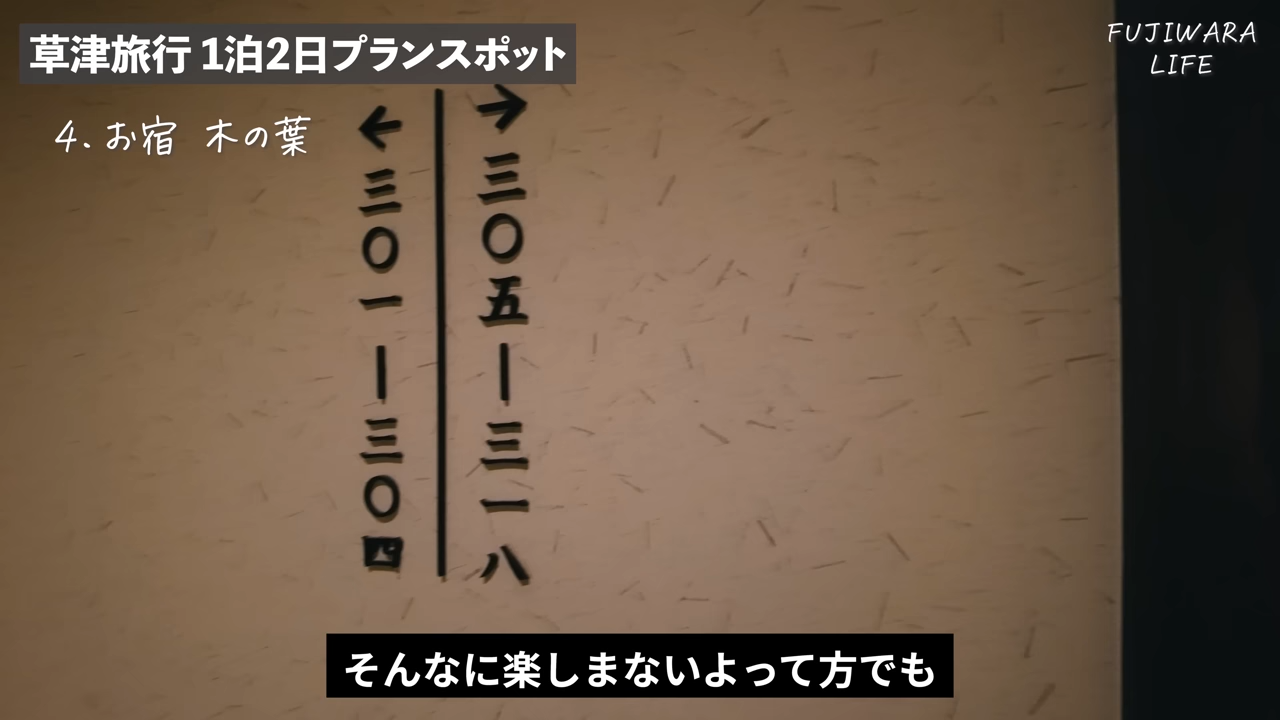 草津旅行 1泊2日プランスポット
FUJIWARA
LIFE
4. お宿 木の葉
→ 三〇五ー三一八
← 三〇一ー三〇四
そんなに楽しまないよって方でも